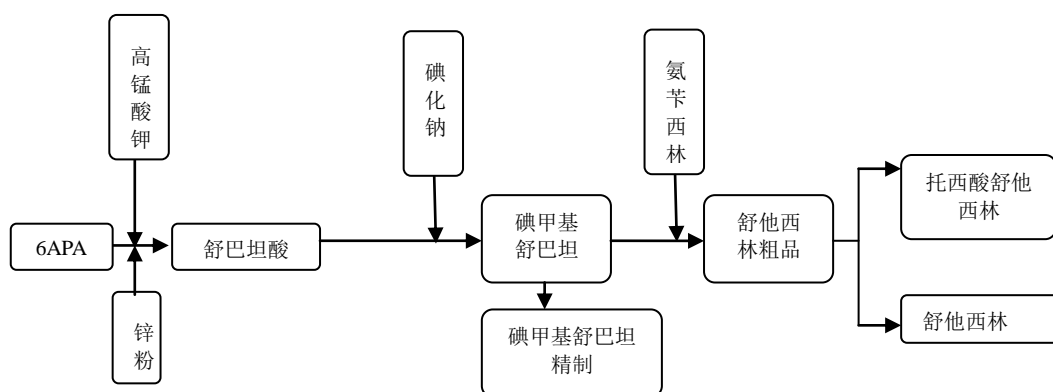 高锰酸钾
碘化钠
氨苄西林
6APA
舒巴坦酸
碘甲基
舒巴坦
舒他西
林粗品
托西酸舒他
西林
锌粉
碘甲基舒巴坦
精制
舒他西林